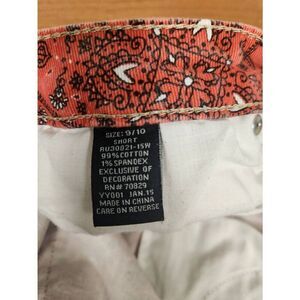 SIZE: 9/10
SHORT
RU30021-15W
99%COTTON
1%SPANDEX
EXCLUSIVE OF
DECORATION
RN# 70829
YY001 JAN.15
MADE IN CHINA
CARE ON REVERSE